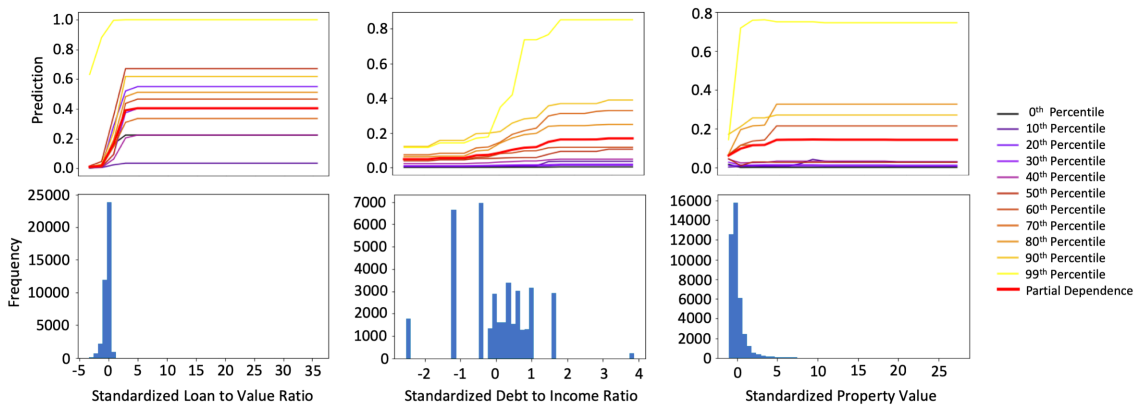 1.0
0.8
0.6
0.4
0.2
0.0
Prediction
0.8
0.6
0.4
0.2
0.0
0.8
0.6
0.4
0.2
0.0
25000
20000
15000
10000
5000
0
Frequency
-5 0 5 10 15 20 25 30 35
Standardized Loan to Value Ratio
7000
6000
5000
4000
3000
2000
1000
0
-2 -1 0 1 2 3 4
Standardized Debt to Income Ratio
16000
14000
12000
10000
8000
6000
4000
2000
0
0 5 10 15 20 25
Standardized Property Value
0th Percentile
10th Percentile
20th Percentile
30th Percentile
40th Percentile
50th Percentile
60th Percentile
70th Percentile
80th Percentile
90th Percentile
99th Percentile
Partial Dependence